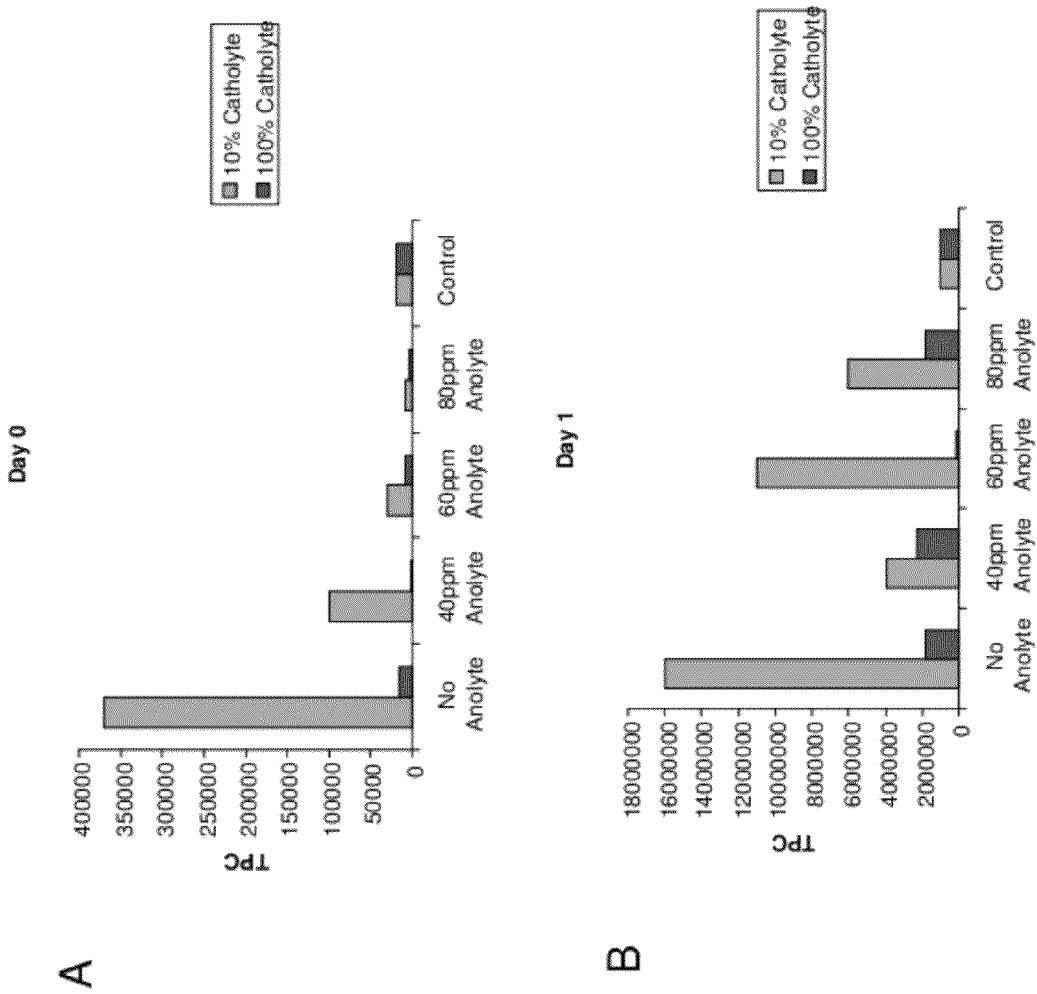 A
Day 0
TPC
400000
350000
300000
250000
200000
150000
100000
50000
0
No
Anolyte
40ppm
Anolyte
60ppm
Anolyte
80ppm
Anolyte
Control
10% Catholyte
100% Catholyte
B
Day 1
TPC
18000000
16000000
14000000
12000000
10000000
8000000
6000000
4000000
2000000
0
No
Anolyte
40ppm
Anolyte
60ppm
Anolyte
80ppm
Anolyte
Control
10% Catholyte
100% Catholyte